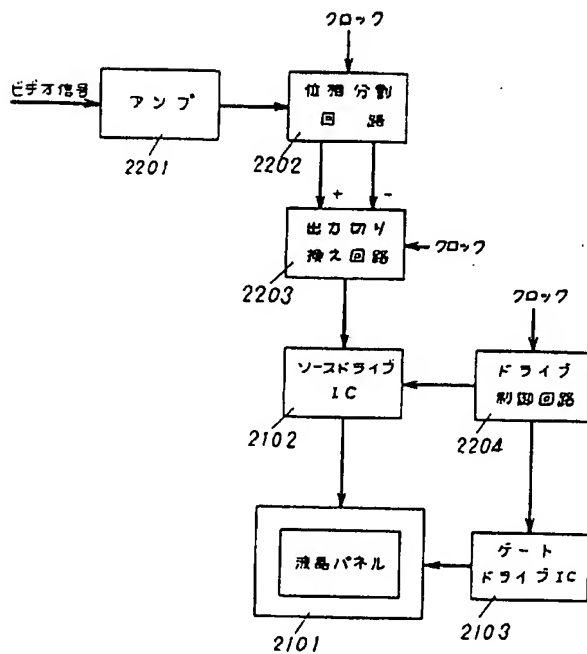 クロック
ビデオ信号
アンプ
2201
位相分割
回路
2202
+ -
出力切り
換え回路
2203
クロック
クロック
ソースドライブ
IC
2102
ドライブ
制御回路
2204
液晶パネル
2101
ゲート
ドライブIC
2103